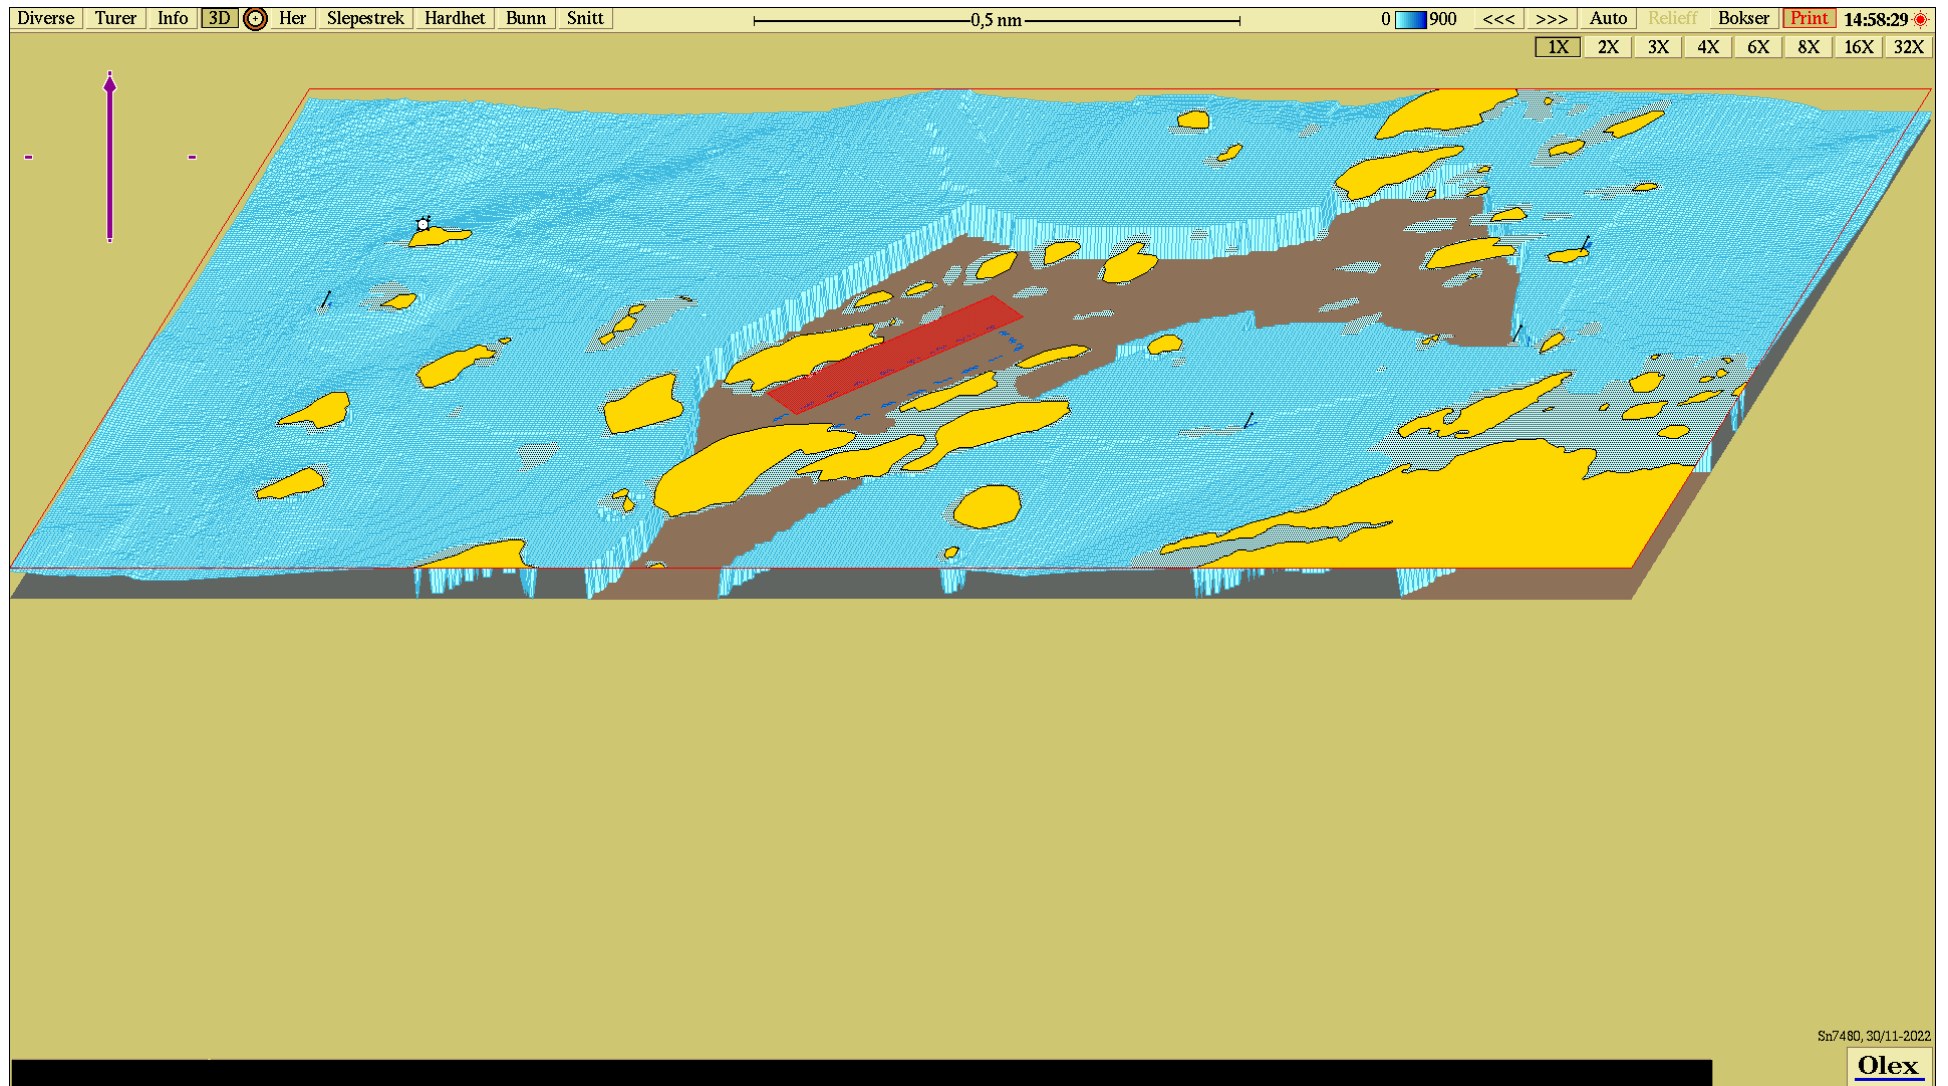 Diverse Turer Info 3D Her Slepestrek Hardhet Bunn Snitt 0,5 nm 0 900 <<< >>> Auto Relieff Bokser Print 14:58:29
1X 2X 3X 4X 6X 8X 16X 32X
Sn7480, 30/11-2022
Olex